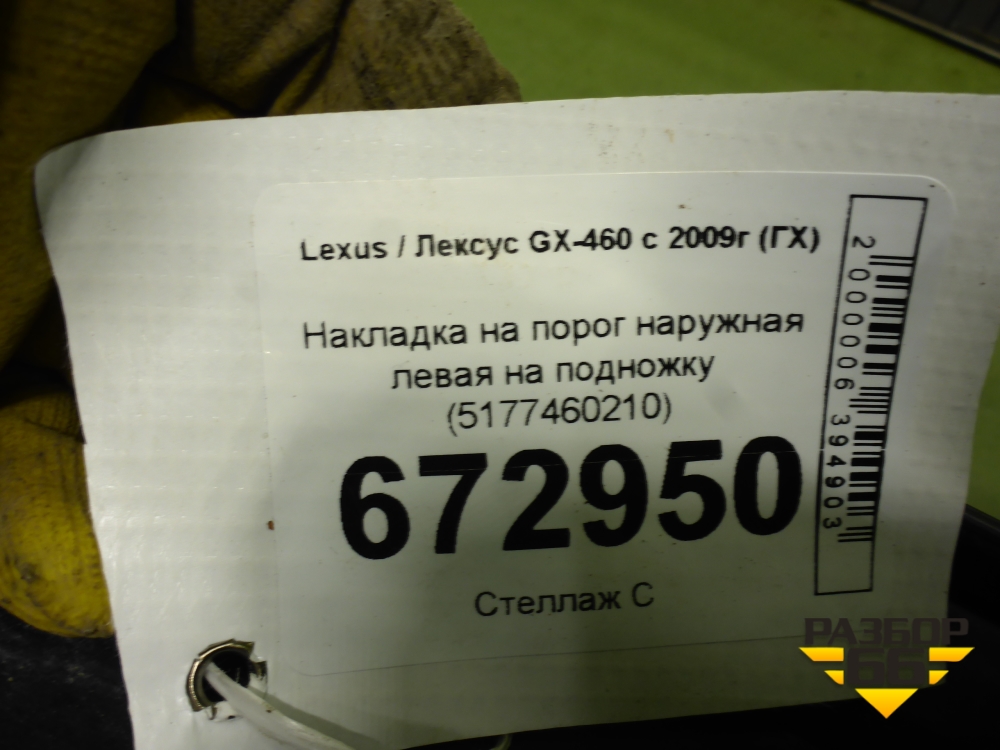 Lexus / Лексус GX-460 с 2009г (ГХ)
Накладка на порог наружная
левая на подножку
(5177460210)
672950
Стеллаж С
2 000006 394903
РАЗБОР
66